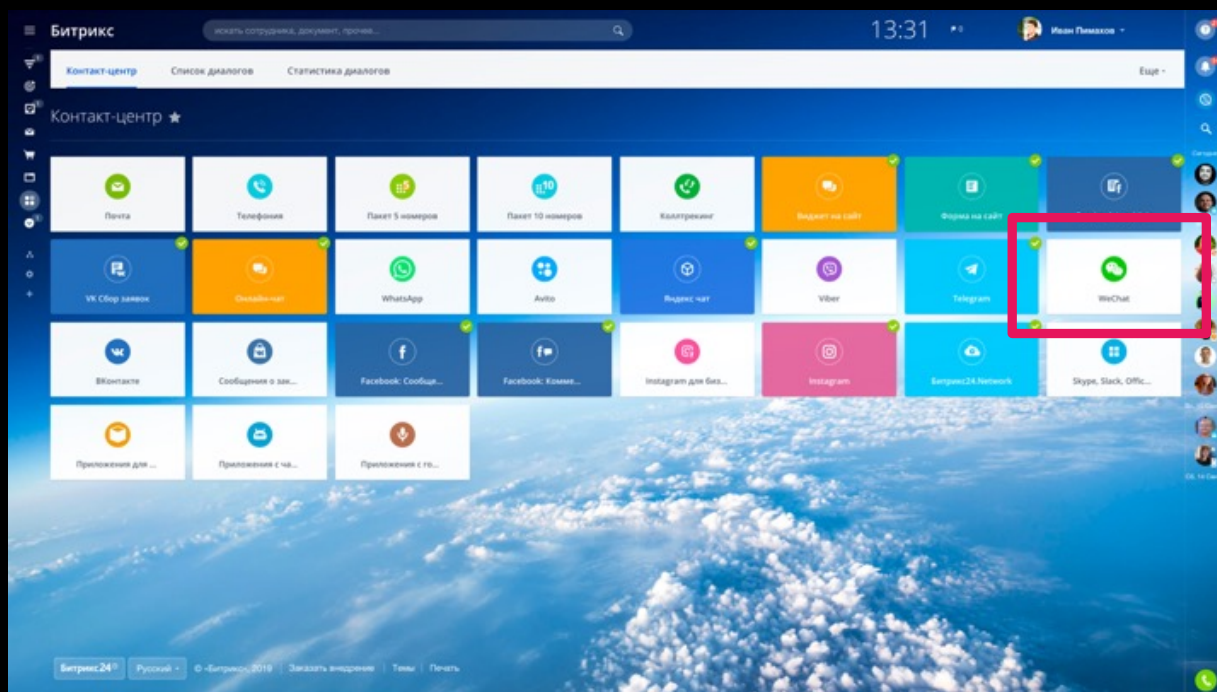 Битрикс
искать сотрудника, документ, прочее...
13:31
Иван Пимахов
Контакт-центр
Список диалогов
Статистика диалогов
Еще
Контакт-центр
Почта
Телефония
Пакет 5 номеров
Пакет 10 номеров
Коллтрекинг
Виджет на сайт
Форма на сайт
VK Сбор заявок
Онлайн-чат
WhatsApp
Avito
Яндекс чат
Viber
Telegram
WeChat
ВКонтакте
Сообщения о зак...
Facebook: Сообще...
Facebook: Комме...
Instagram для биз...
Instagram
Битрикс24.Network
Skype, Slack, Offic...
Приложения для ...
Приложения с ча...
Приложения с го...
Битрикс24
Русский
© «Битрикс», 2019
Заказать внедрение
Темы
Печать